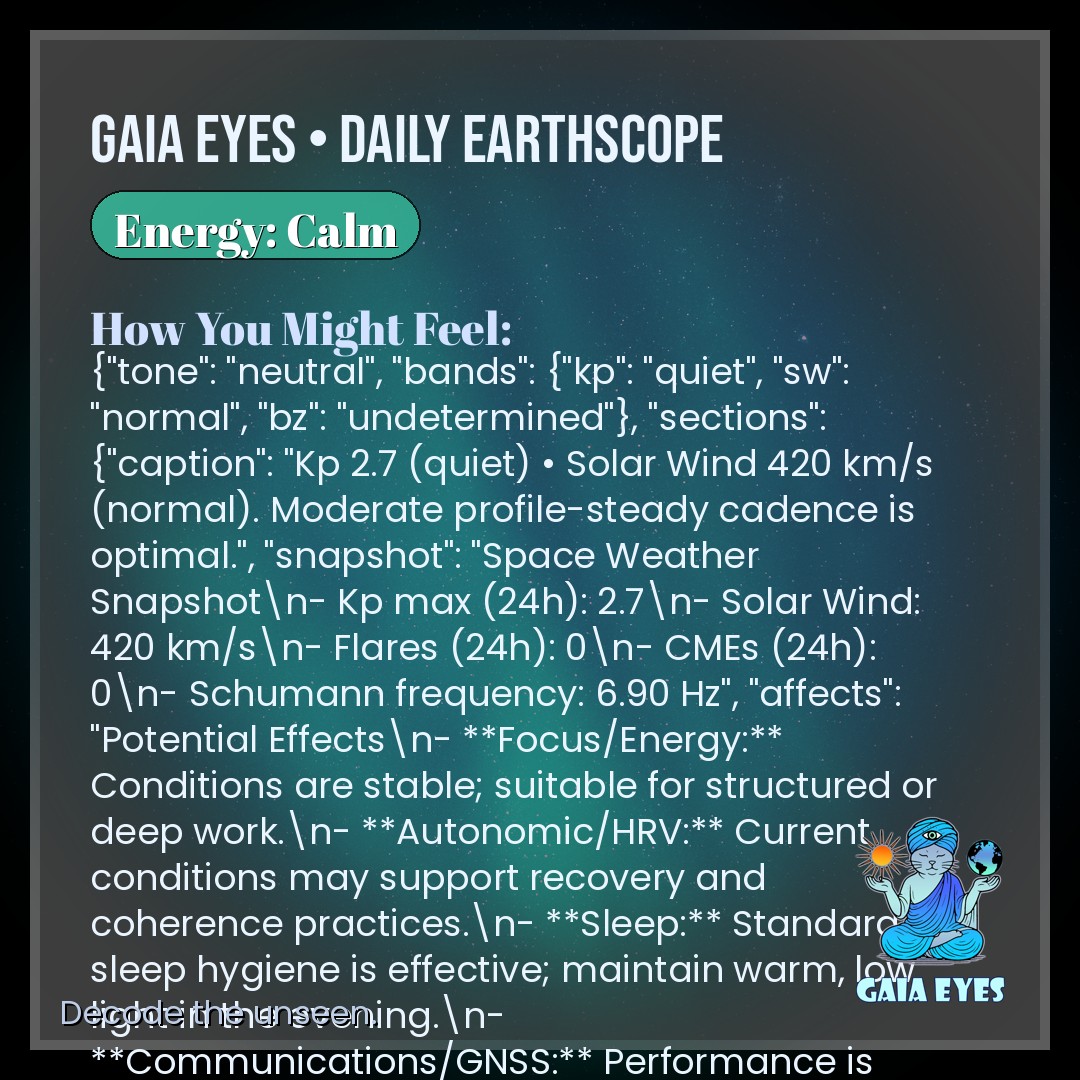 GAIA EYES • DAILY EARTHSCOPE
Energy: Calm
How You Might Feel:
{"tone": "neutral", "bands": {"kp": "quiet", "sw":
"normal", "bz": "undetermined"}, "sections":
{"caption": "Kp 2.7 (quiet) • Solar Wind 420 km/s
(normal). Moderate profile-steady cadence is
optimal.", "snapshot": "Space Weather
Snapshot\n- Kp max (24h): 2.7\n- Solar Wind:
420 km/s\n- Flares (24h): 0\n- CMEs (24h):
0\n- Schumann frequency: 6.90 Hz", "affects":
"Potential Effects\n- **Focus/Energy:**
Conditions are stable; suitable for structured or
deep work.\n- **Autonomic/HRV:** Current
conditions may support recovery and
coherence practices.\n- **Sleep:** Standard
sleep hygiene is effective; maintain warm, low
light in the evening.\n-
Decode the unseen.
**Communications/GNSS:** Performance is
GAIA EYES